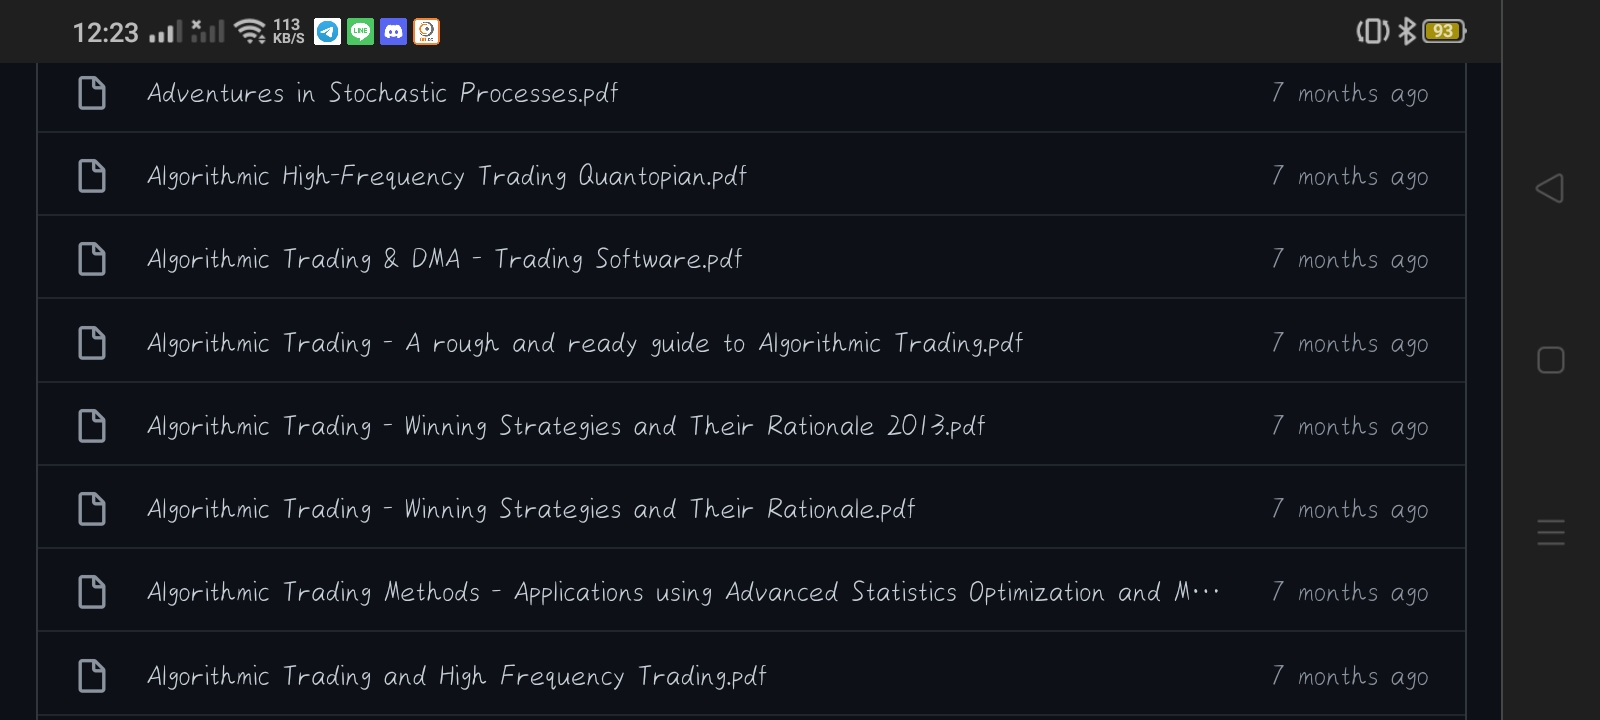 12:23 113 KB/S LINE 93
Adventures in Stochastic Processes.pdf 7 months ago
Algorithmic High-Frequency Trading Quantopian.pdf 7 months ago
Algorithmic Trading & DMA - Trading Software.pdf 7 months ago
Algorithmic Trading - A rough and ready guide to Algorithmic Trading.pdf 7 months ago
Algorithmic Trading - Winning Strategies and Their Rationale 2013.pdf 7 months ago
Algorithmic Trading - Winning Strategies and Their Rationale.pdf 7 months ago
Algorithmic Trading Methods - Applications using Advanced Statistics Optimization and M... 7 months ago
Algorithmic Trading and High Frequency Trading.pdf 7 months ago